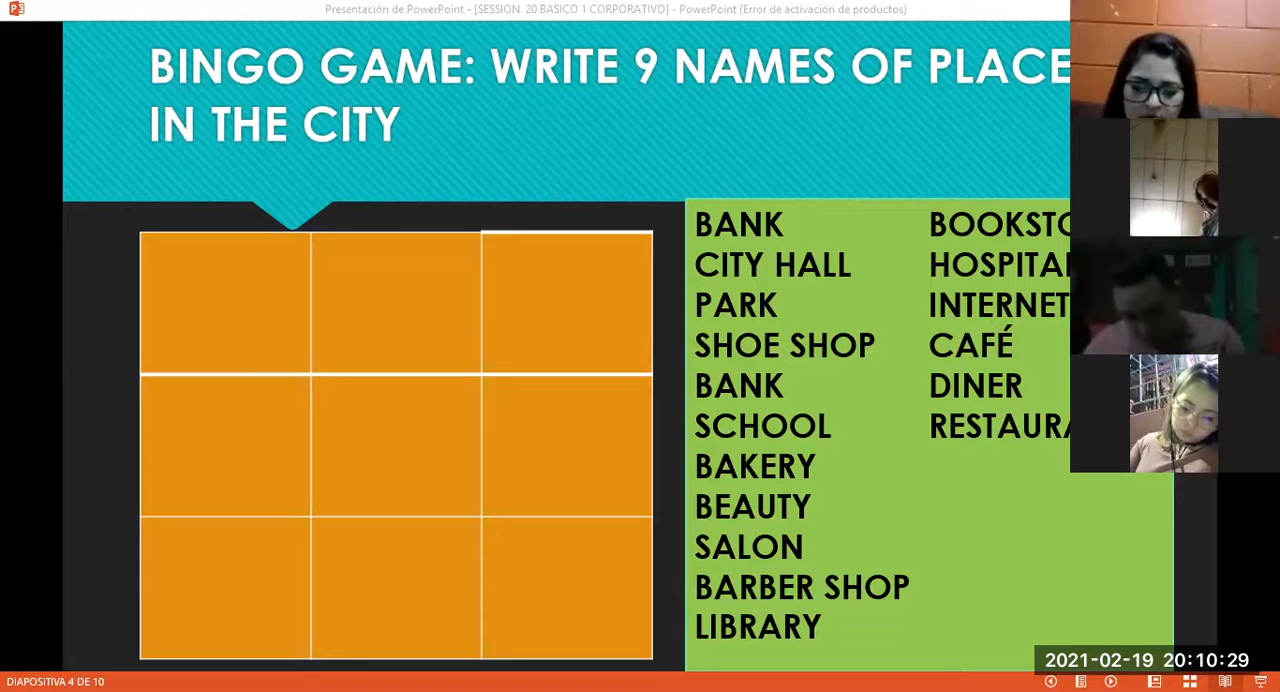 Presentación de PowerPoint - [SESSION 20 BASICO 1 CORPORATIVO] - PowerPoint (Error de activación de productos)
BINGO GAME: WRITE 9 NAMES OF PLACE
IN THE CITY
BANK
CITY HALL
PARK
SHOE SHOP
BANK
SCHOOL
BAKERY
BEAUTY
SALON
BARBER SHOP
LIBRARY
HOSPITAL
INTERNET
CAFÉ
DINER
2021-02-19 20:10:29
DIAPOSITIVA 4 DE 10